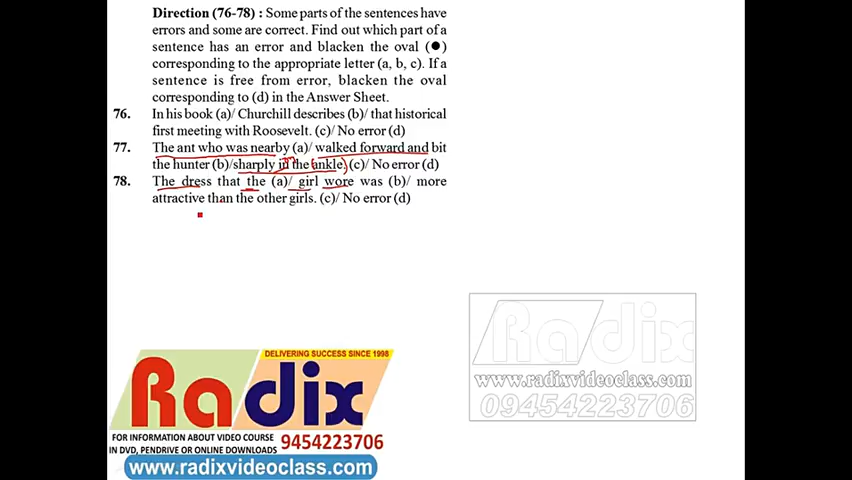 Direction (76-78) : Some parts of the sentences have
errors and some are correct. Find out which part of a
sentence has an error and blacken the oval (●)
corresponding to the appropriate letter (a, b, c). If a
sentence is free from error, blacken the oval
corresponding to (d) in the Answer Sheet.
76. In his book (a)/ Churchill describes (b)/ that historical
first meeting with Roosevelt. (c)/ No error (d)
77. The ant who was nearby (a)/ walked forward and bit
the hunter (b)/sharply in the ankle. (c)/ No error (d)
on
78. The dress that the (a)/ girl wore was (b)/ more
attractive than the other girls. (c)/ No error (d)
Radix
www.radixvideoclass.com
09454223706
DELIVERING SUCCESS SINCE 1998
Radix
FOR INFORMATION ABOUT VIDEO COURSE
IN DVD, PENDRIVE OR ONLINE DOWNLOADS
9454223706
www.radixvideoclass.com